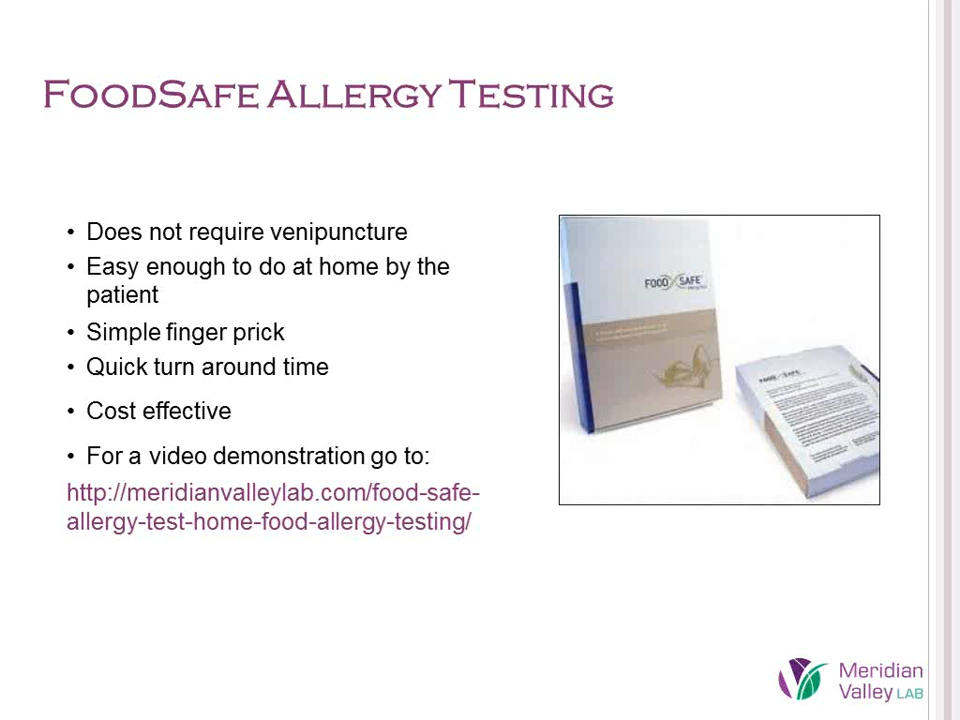 FOODSAFE ALLERGY TESTING
• Does not require venipuncture
• Easy enough to do at home by the
patient
• Simple finger prick
• Quick turn around time
• Cost effective
• For a video demonstration go to:
http://meridianvalleylab.com/food-safe-
allergy-test-home-food-allergy-testing/
FOOD SAFE
FOOD SAFE
Meridian
Valley LAB